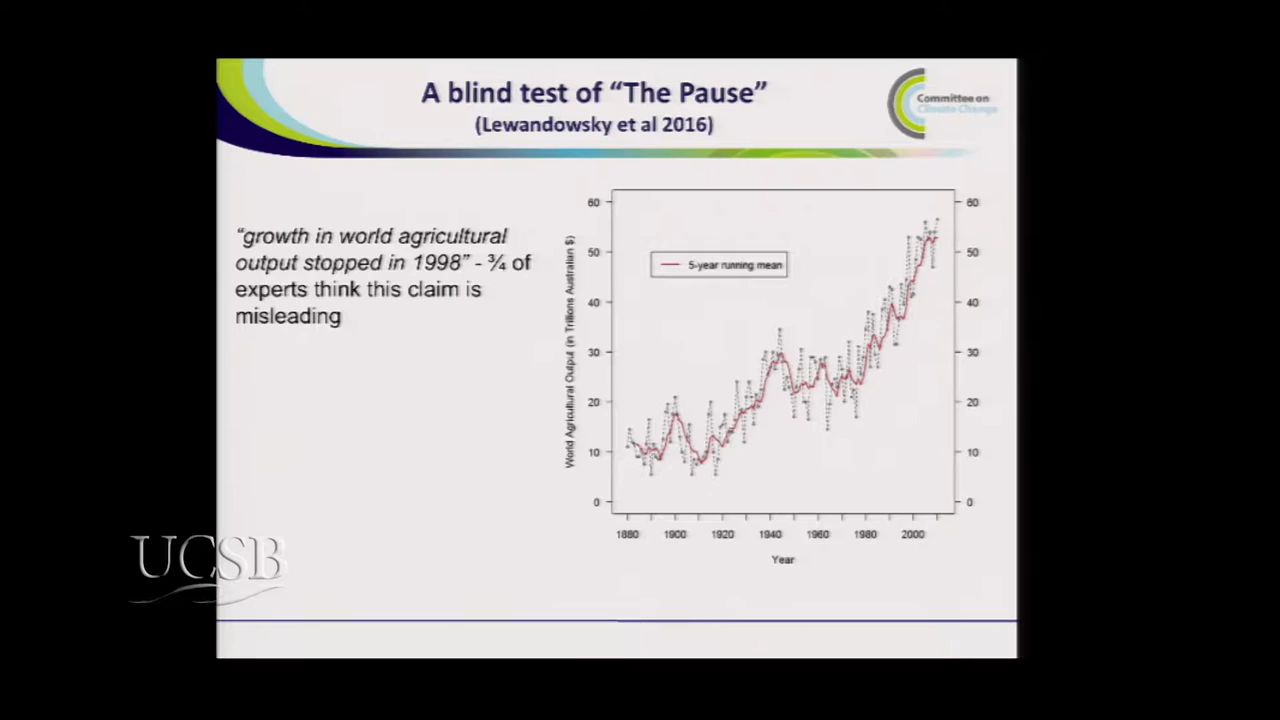 A blind test of “The Pause”
(Lewandowsky et al 2016)
Committee on
Climate Change
“growth in world agricultural
output stopped in 1998” - ¾ of
experts think this claim is
misleading
World Agricultural Output (in Trillions Australian $)
60
50
40
30
20
10
0
5-year running mean
60
50
40
30
20
10
0
1880 1900 1920 1940 1960 1980 2000
Year
UCSB